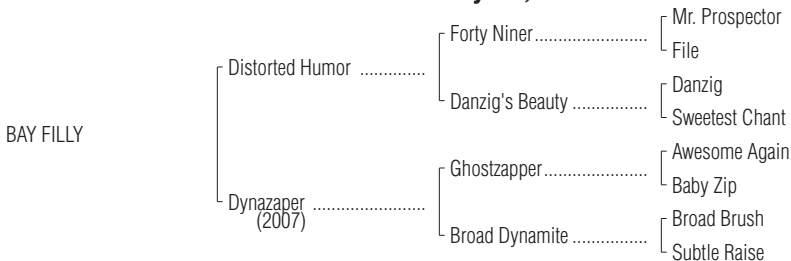 Mr. Prospector
Forty Niner
File
Distorted Humor
Danzig
Danzig's Beauty
Sweetest Chant
BAY FILLY
Awesome Again
Ghostzapper
Baby Zip
Dynazaper
(2007)
Broad Brush
Broad Dynamite
Subtle Raise